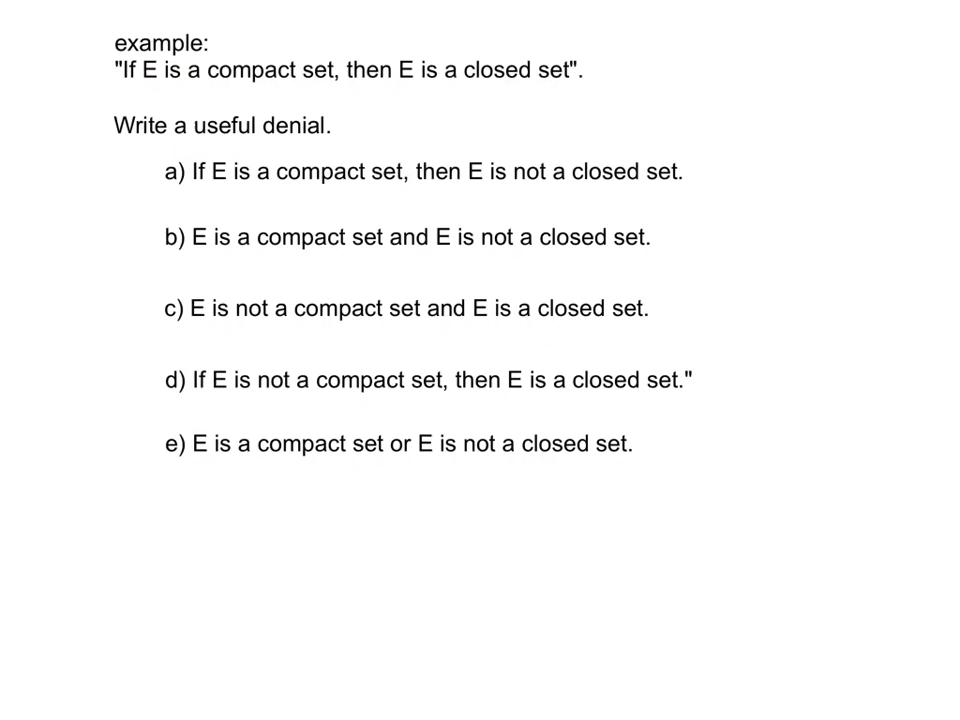 example:
"If E is a compact set, then E is a closed set".
Write a useful denial.
a) If E is a compact set, then E is not a closed set.
b) E is a compact set and E is not a closed set.
c) E is not a compact set and E is a closed set.
d) If E is not a compact set, then E is a closed set."
e) E is a compact set or E is not a closed set.